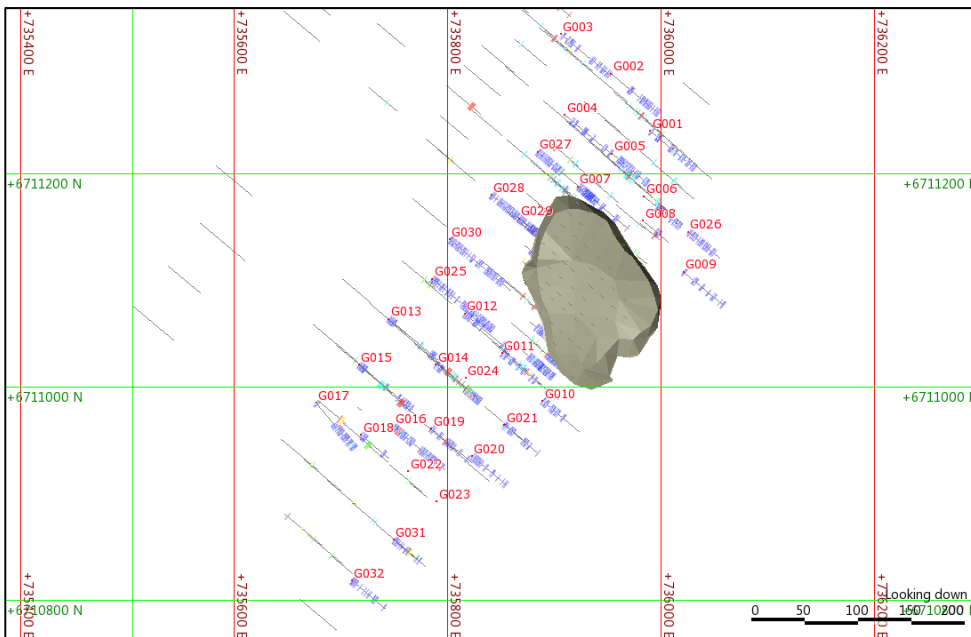 +735400 E
+735600 E
+735800 E
+736000 E
+736200 E
G003
G002
G004
G001
G027
G005
+6711200 N
+6711200 N
G007
G006
G028
G029
G008
G026
G030
G025
G009
G013
G012
G015
G014
G011
G024
+6711000 N
+6711000 N
G017
G010
G018
G016
G019
G021
G020
G022
G023
G031
G032
+735400 E
+735600 E
+735800 E
+736000 E
+736200 E
Looking down
+6710800 N
0 50 100 150 200